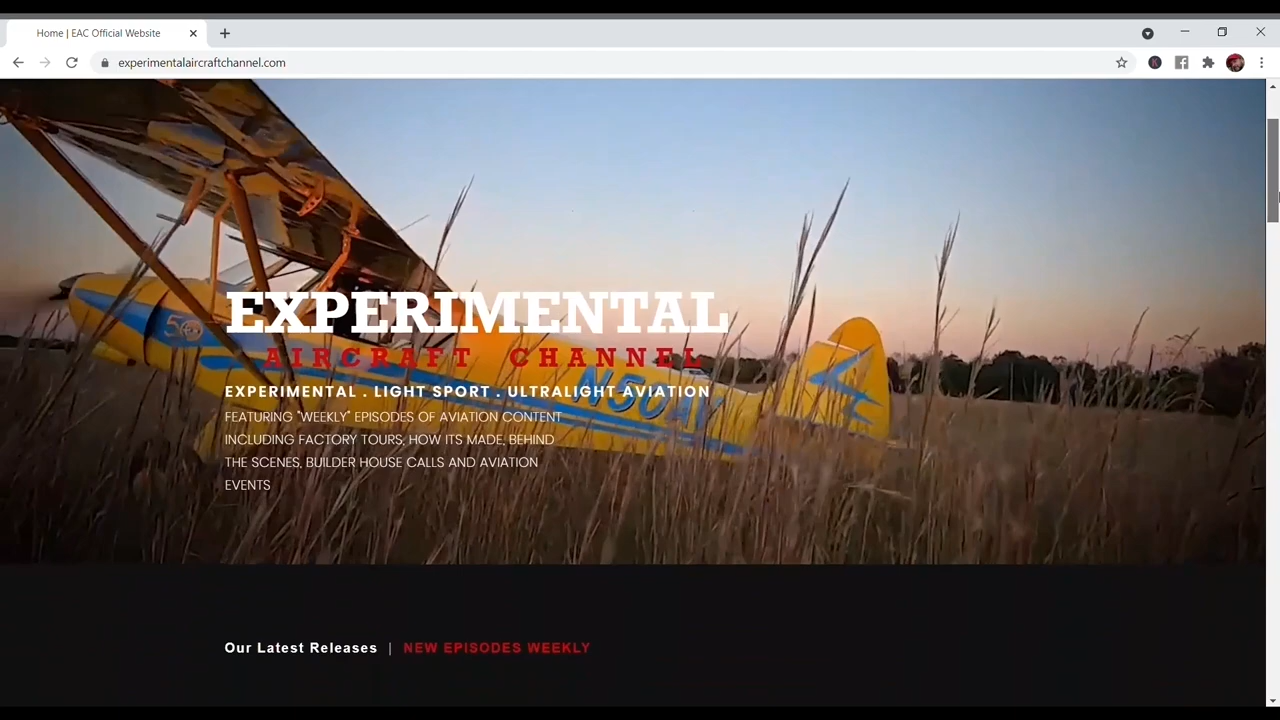 Home | EAC Official Website
experimentalaircraftchannel.com
EXPERIMENTAL
AIRCRAFT CHANNEL
EXPERIMENTAL . LIGHT SPORT . ULTRALIGHT AVIATION
FEATURING "WEEKLY" EPISODES OF AVIATION CONTENT
INCLUDING FACTORY TOURS, HOW ITS MADE, BEHIND
THE SCENES, BUILDER HOUSE CALLS AND AVIATION
EVENTS
Our Latest Releases | NEW EPISODES WEEKLY